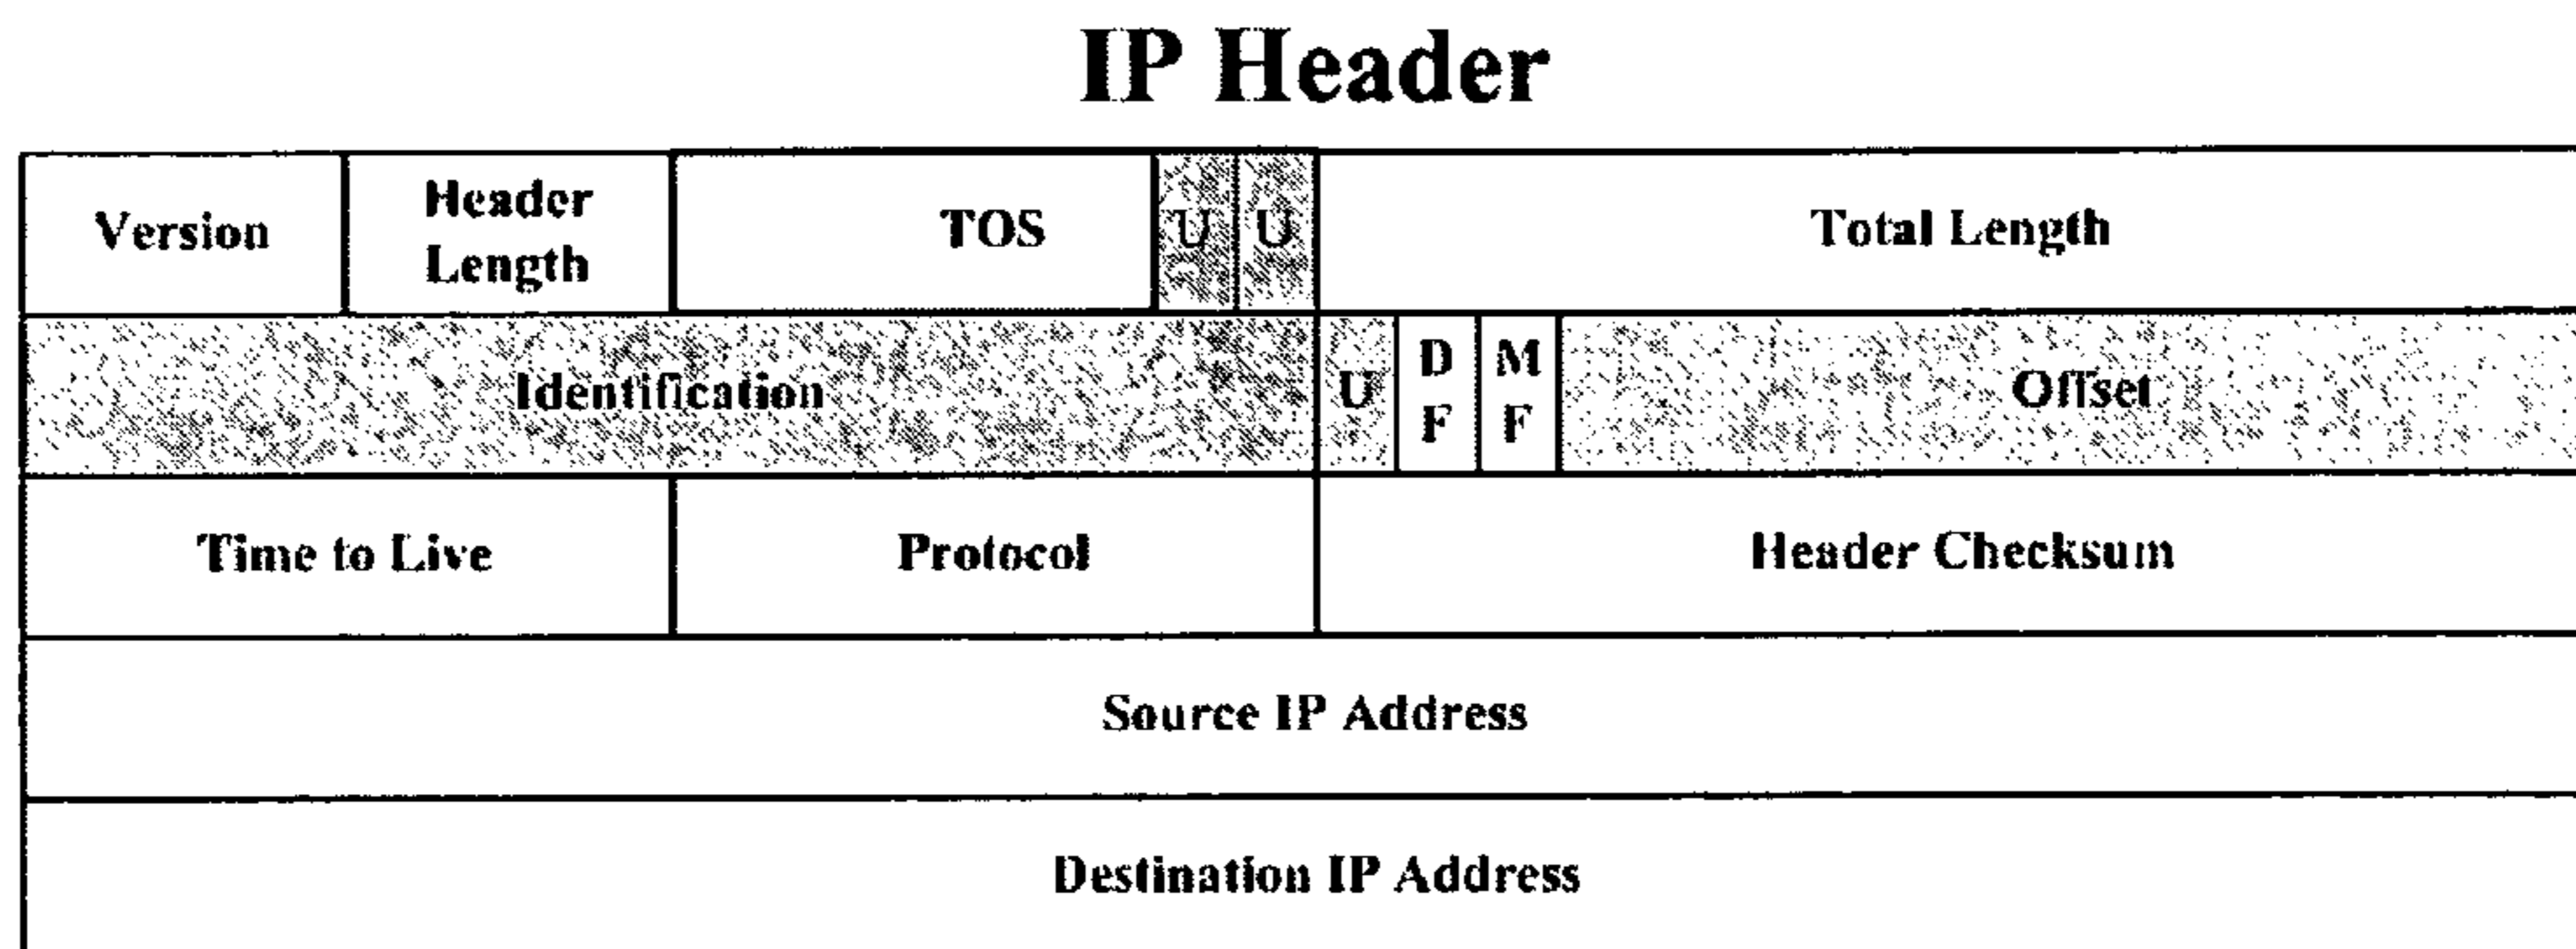 IP Header
Version
Header
Length
TOS
U
U
Total Length
Identification
U
D
F
M
F
Offset
Time to Live
Protocol
Header Checksum
Source IP Address
Destination IP Address